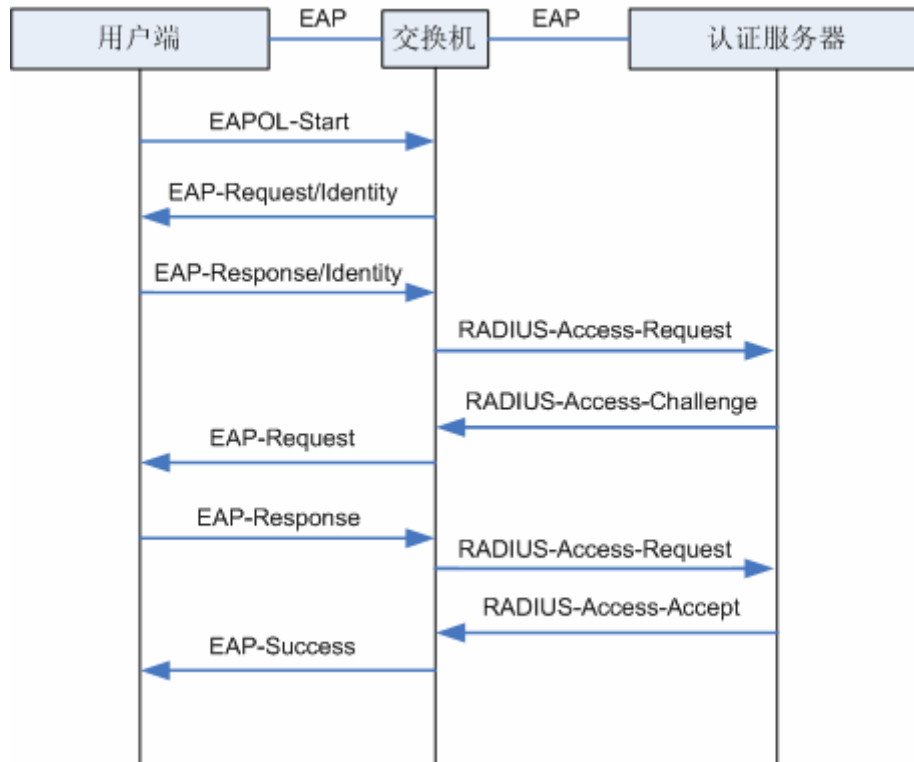 EAP
EAP
用户端
交换机
认证服务器
EAPOL-Start
EAP-Request/Identity
EAP-Response/Identity
RADIUS-Access-Request
RADIUS-Access-Challenge
EAP-Request
EAP-Response
RADIUS-Access-Request
RADIUS-Access-Accept
EAP-Success